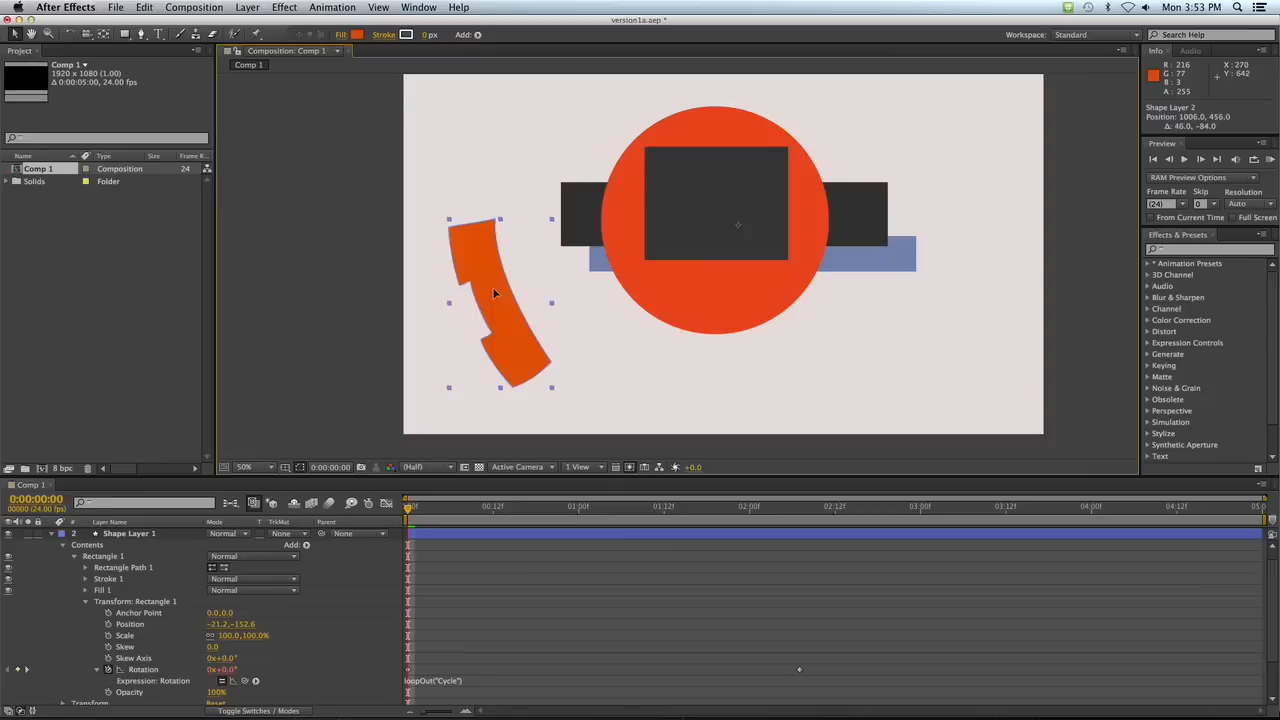 After Effects File Edit Composition Layer Effect Animation View Window Help Mon 3:53 PM
version1a.aep *
Fill: Stroke: 0 px Add: Workspace: Standard Search Help
Project
Composition: Comp 1
Info Audio
Comp 1
Comp 1
1920 x 1080 (1.00)
Δ 0:00:05:00, 24.00 fps
R : 216
G : 77
B : 3
A : 255
X : 270
Y : 642
Shape Layer 2
Position: 1006.0, 456.0
Δ: 46.0, -84.0
Preview
RAM Preview Options
Frame Rate Skip Resolution
(24) 0 Auto
From Current Time Full Screen
Name Type Size Frame R...
Comp 1 Composition 24
Solids Folder
Effects & Presets
* Animation Presets
3D Channel
Audio
Blur & Sharpen
Channel
Color Correction
Distort
Expression Controls
Generate
Keying
Matte
Noise & Grain
Obsolete
Perspective
Simulation
Stylize
Synthetic Aperture
Text
8 bpc
50% 0:00:00:00 (Half) Active Camera 1 View +0.0
Comp 1
0:00:00:00
00000 (24.00 fps)
00:12f 01:00f 01:12f 02:00f 02:12f 03:00f 03:12f 04:00f 04:12f
# Layer Name Mode T TrkMat Parent
2 Shape Layer 1 Normal None None
Contents Add:
Rectangle 1 Normal
Rectangle Path 1
Stroke 1 Normal
Fill 1 Normal
Transform: Rectangle 1
Anchor Point 0.0,0.0
Position -21.2,-152.6
Scale 100.0,100.0%
Skew 0.0
Skew Axis 0x+0.0°
Rotation 0x+0.0°
Expression: Rotation loopOut("Cycle")
Opacity 100%
Transform Reset
Toggle Switches / Modes